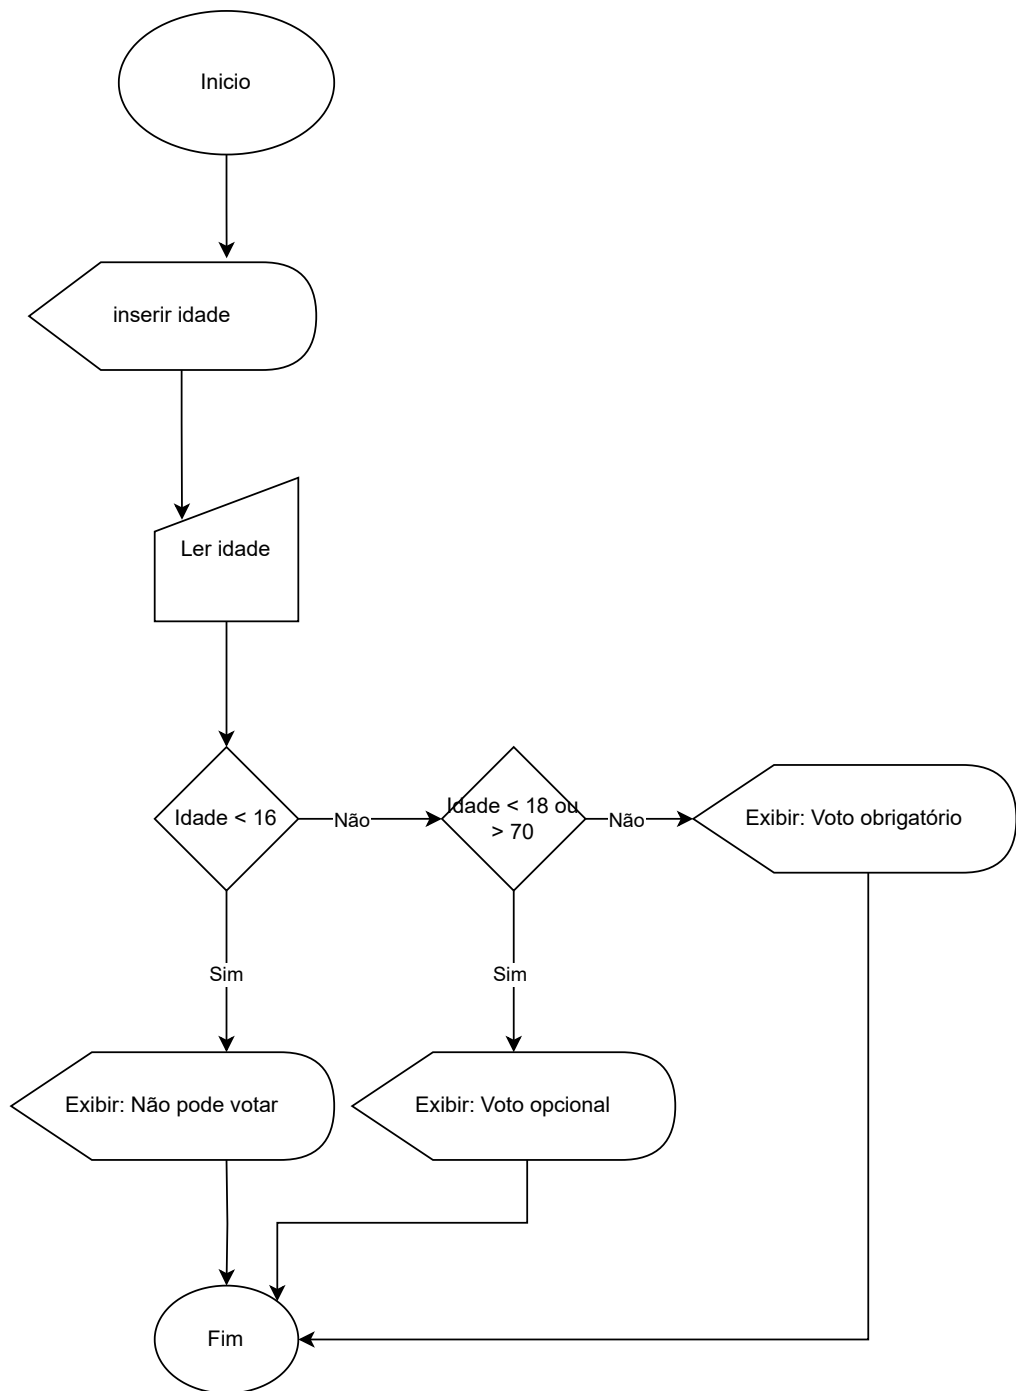 Inicio
inserir idade
Ler idade
Idade < 16
Não
Idade < 18 ou
> 70
Não
Exibir: Voto obrigatório
Sim
Sim
Exibir: Não pode votar
Exibir: Voto opcional
Fim